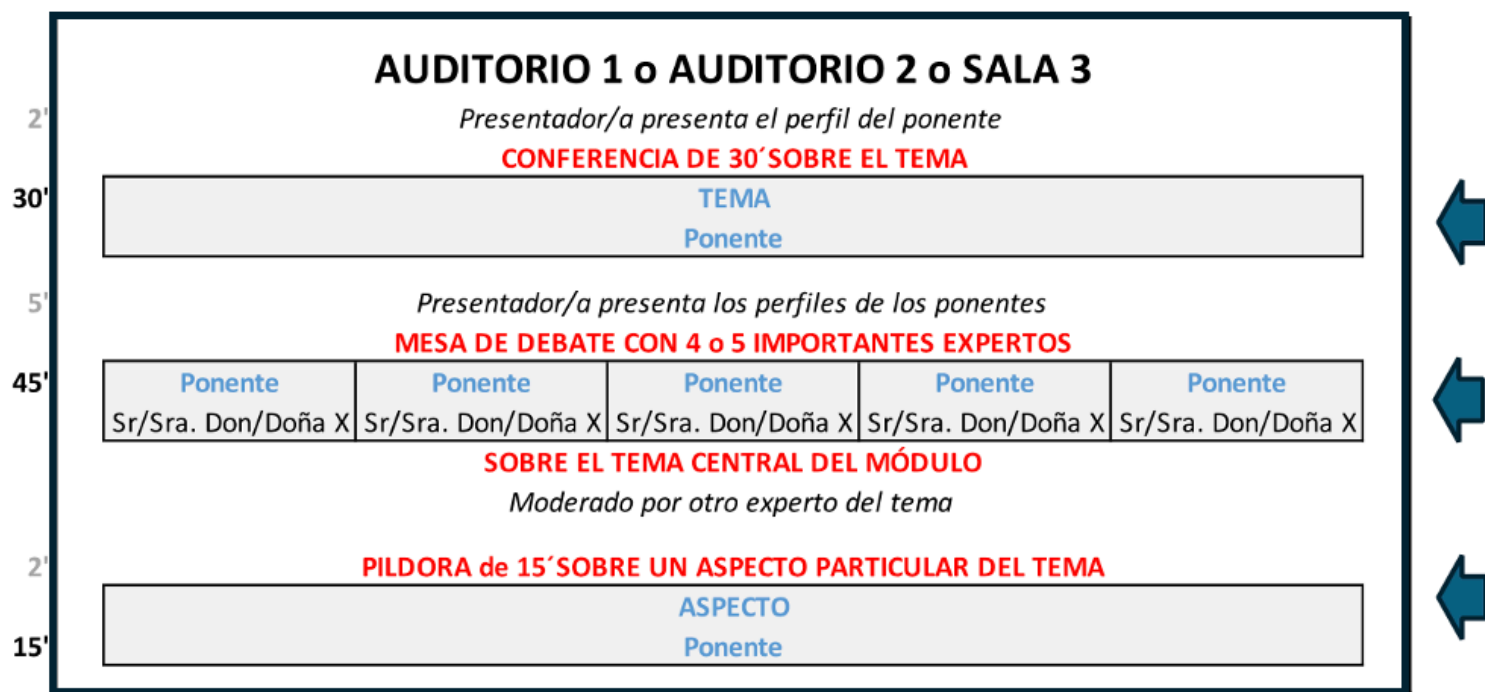 AUDITORIO 1 o AUDITORIO 2 o SALA 3
2' Presentador/a presenta el perfil del ponente
CONFERENCIA DE 30´SOBRE EL TEMA
30' TEMA
Ponente
5' Presentador/a presenta los perfiles de los ponentes
MESA DE DEBATE CON 4 o 5 IMPORTANTES EXPERTOS
45' Ponente Ponente Ponente Ponente Ponente
Sr/Sra. Don/Doña X Sr/Sra. Don/Doña X Sr/Sra. Don/Doña X Sr/Sra. Don/Doña X Sr/Sra. Don/Doña X
SOBRE EL TEMA CENTRAL DEL MÓDULO
Moderado por otro experto del tema
2' PILDORA de 15´SOBRE UN ASPECTO PARTICULAR DEL TEMA
ASPECTO
15' Ponente